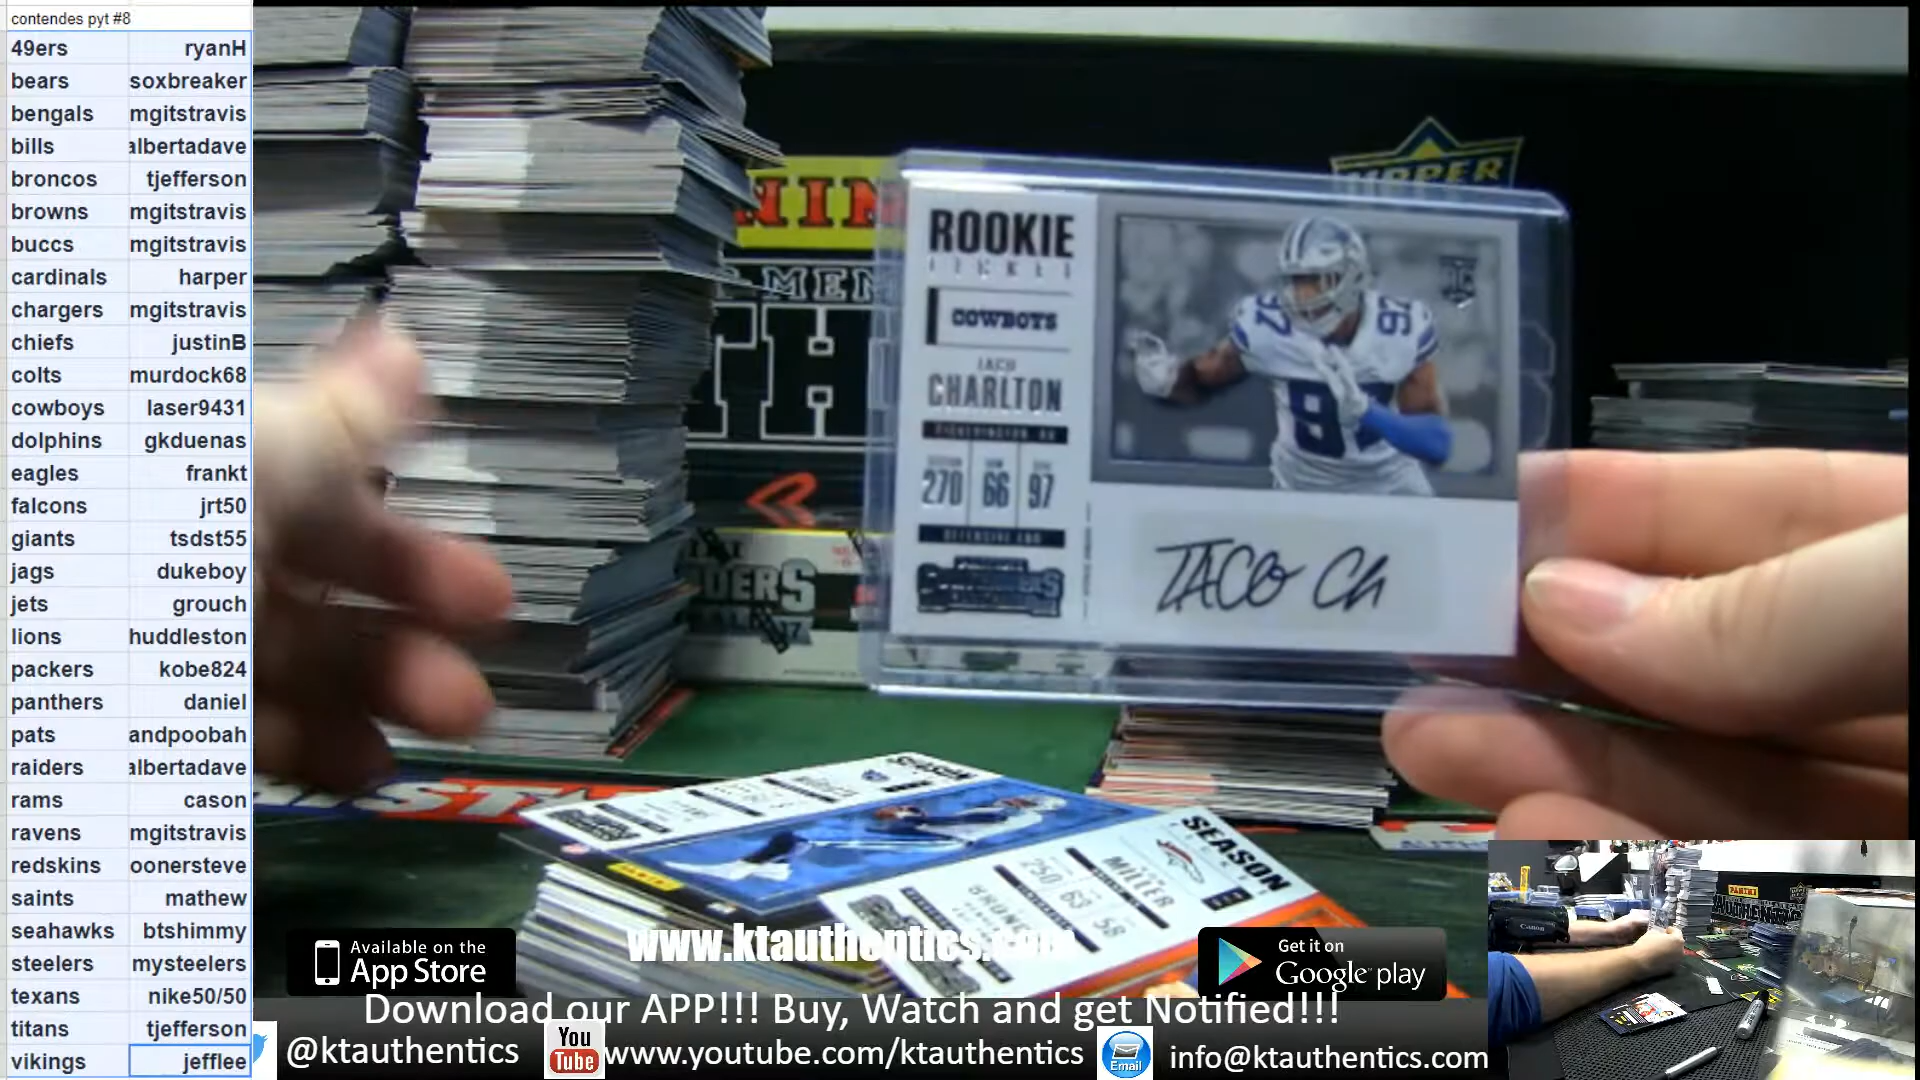 contendes pyt #8
49ers ryanH
bears soxbreaker
bengals mgitstravis
bills albertadave
broncos tjefferson
browns mgitstravis
buccs mgitstravis
cardinals harper
chargers mgitstravis
chiefs justinB
colts murdock68
cowboys laser9431
dolphins gkduenas
eagles frankt
falcons jrt50
giants tsdst55
jags dukeboy
jets grouch
lions huddleston
packers kobe824
panthers daniel
pats andpoobah
raiders albertadave
rams cason
ravens mgitstravis
redskins oonersteve
saints mathew
seahawks btshimmy
steelers mysteelers
texans nike50/50
titans tjefferson
vikings jefflee
UPPER
ROOKIE
TICKET
COWBOYS
TACO
CHARLTON
270 66 97
97 97
97
TACO Ch
SEASON
SEASON
MILLER
250 63 58
www.ktauthentics.com
Available on the
App Store
Get it on
Google play
Download our APP!!! Buy, Watch and get Notified!!!
@ktauthentics
You
Tube
www.youtube.com/ktauthentics
Email
info@ktauthentics.com